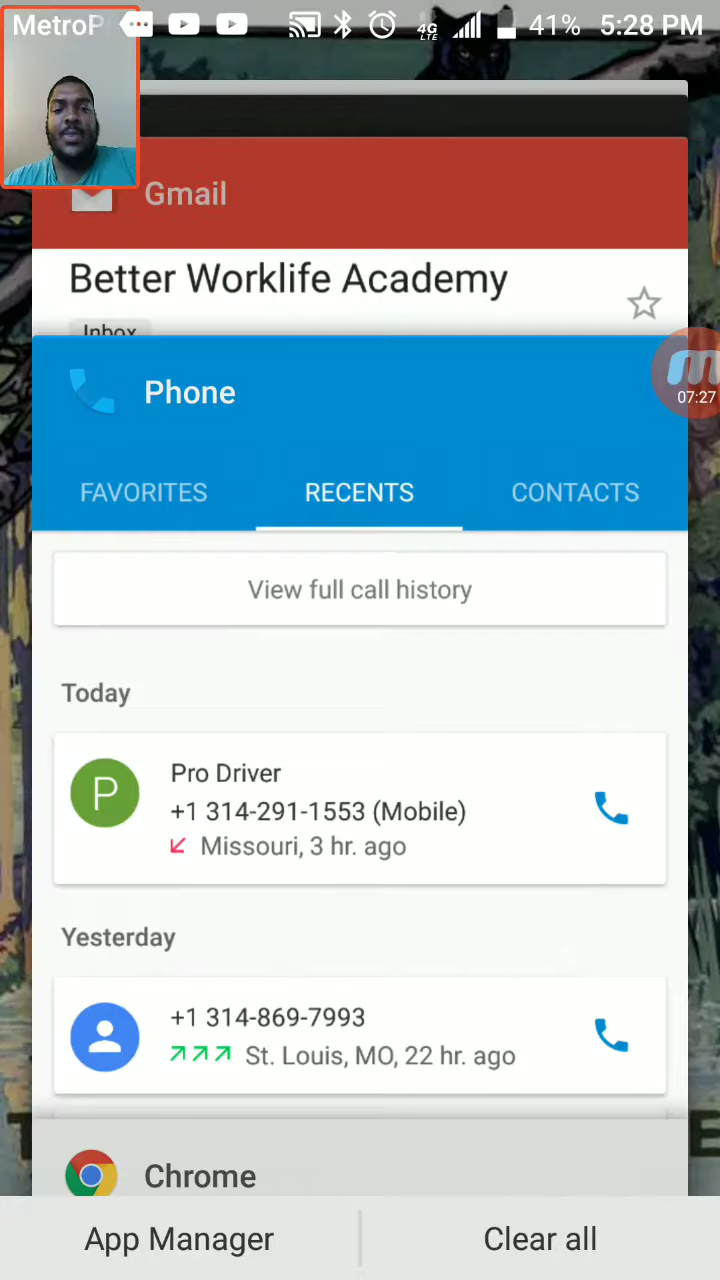 MetroP
4G
LTE
41% 5:28 PM
Gmail
Better Worklife Academy
Inbox
Phone
07:27
FAVORITES RECENTS CONTACTS
View full call history
Today
P
Pro Driver
+1 314-291-1553 (Mobile)
Missouri, 3 hr. ago
Yesterday
+1 314-869-7993
St. Louis, MO, 22 hr. ago
Chrome
App Manager Clear all